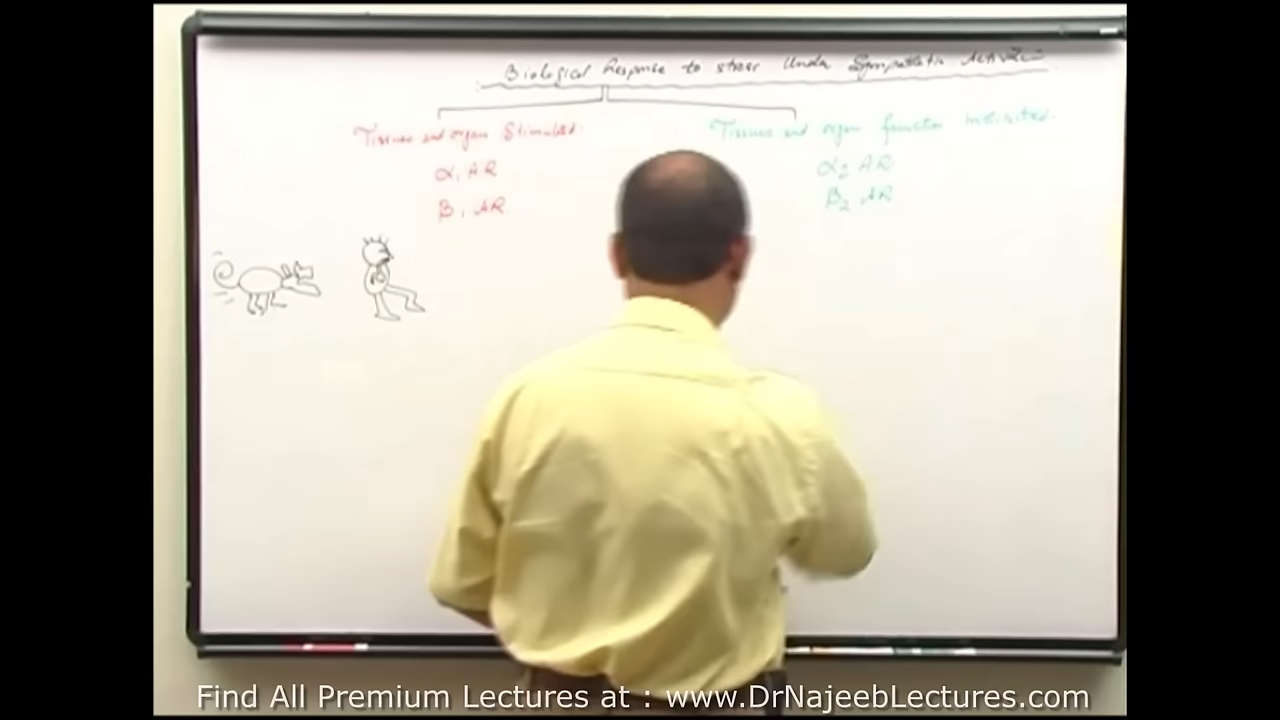 Biological Response to stress Under Sympathetic Activation
Tissues and organ Stimulated.
Tissues and organ function inhibited.
α₁ AR
α₂ AR
β₁ AR
β₂ AR
Find All Premium Lectures at : www.DrNajeebLectures.com